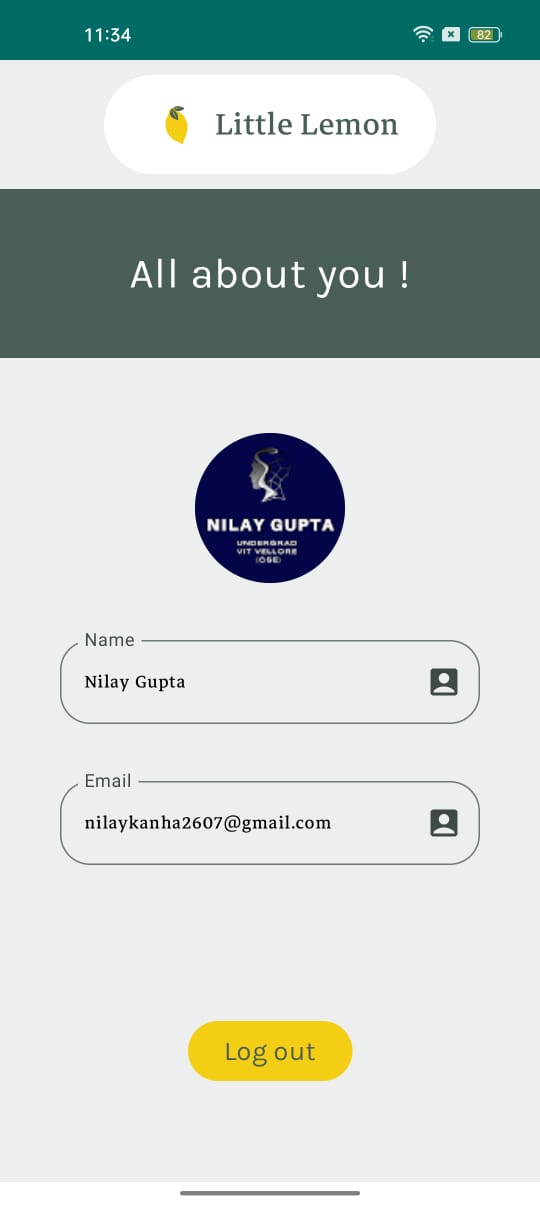 11:34
82
Little Lemon
All about you !
NILAY GUPTA
UNDERGRAD
VIT VELLORE
(CSE)
Name
Nilay Gupta
Email
nilaykanha2607@gmail.com
Log out